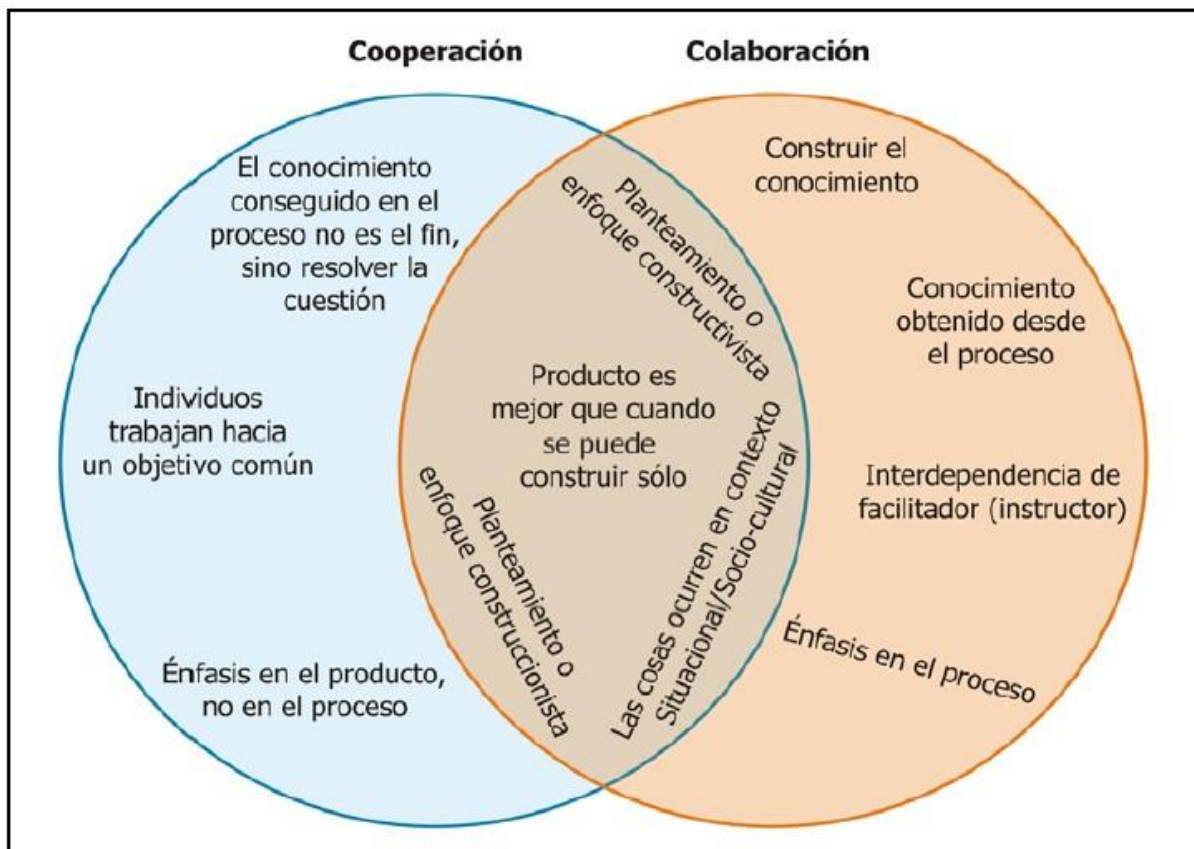 Cooperación
Colaboración
El conocimiento
conseguido en el
proceso no es el fin,
sino resolver la
cuestión
Individuos
trabajan hacia
un objetivo común
Énfasis en el producto,
no en el proceso
Planteamiento o
enfoque constructivista
Producto es
mejor que cuando
se puede
construir sólo
Planteamiento o
enfoque construccionista
Las cosas ocurren en contexto
Situacional/Socio-cultural
Construir el
conocimiento
Conocimiento
obtenido desde
el proceso
Interdependencia de
facilitador (instructor)
Énfasis en el proceso